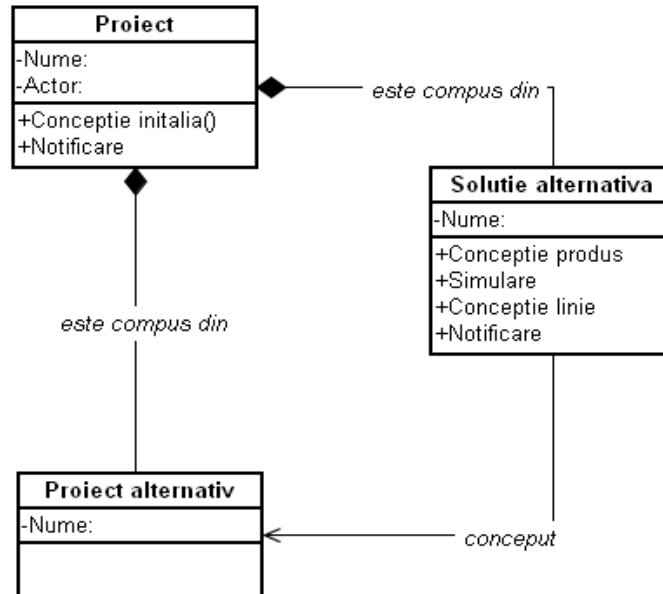 Proiect
-Nume:
-Actor:
+Conceptie initalia()
+Notificare
este compus din
Solutie alternativa
-Nume:
+Conceptie produs
+Simulare
+Conceptie linie
+Notificare
este compus din
Proiect alternativ
-Nume:
conceput